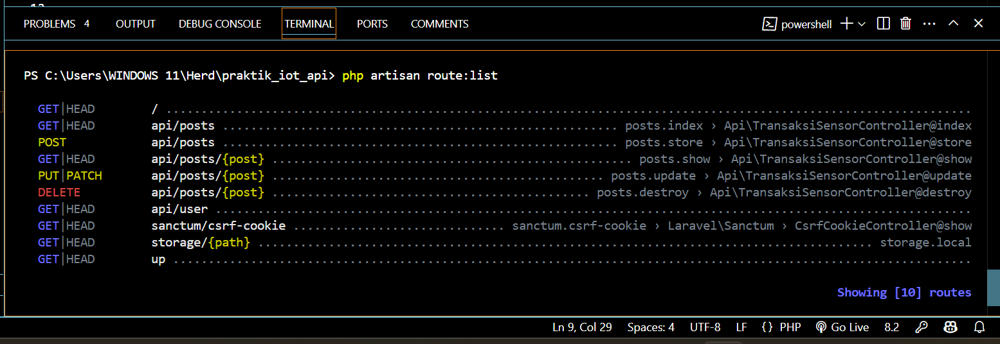 PROBLEMS 4 OUTPUT DEBUG CONSOLE TERMINAL PORTS COMMENTS powershell
PS C:\Users\WINDOWS 11\Herd\praktik_iot_api> php artisan route:list
GET|HEAD / ..................................................................................................................
GET|HEAD api/posts ........................................................ posts.index › Api\TransaksiSensorController@index
POST api/posts ........................................................ posts.store › Api\TransaksiSensorController@store
GET|HEAD api/posts/{post} ................................................... posts.show › Api\TransaksiSensorController@show
PUT|PATCH api/posts/{post} ............................................... posts.update › Api\TransaksiSensorController@update
DELETE api/posts/{post} ............................................. posts.destroy › Api\TransaksiSensorController@destroy
GET|HEAD api/user ...........................................................................................................
GET|HEAD sanctum/csrf-cookie .............................. sanctum.csrf-cookie › Laravel\Sanctum › CsrfCookieController@show
GET|HEAD storage/{path} ....................................................................................... storage.local
GET|HEAD up .................................................................................................................
Showing [10] routes
Ln 9, Col 29 Spaces: 4 UTF-8 LF {} PHP Go Live 8.2